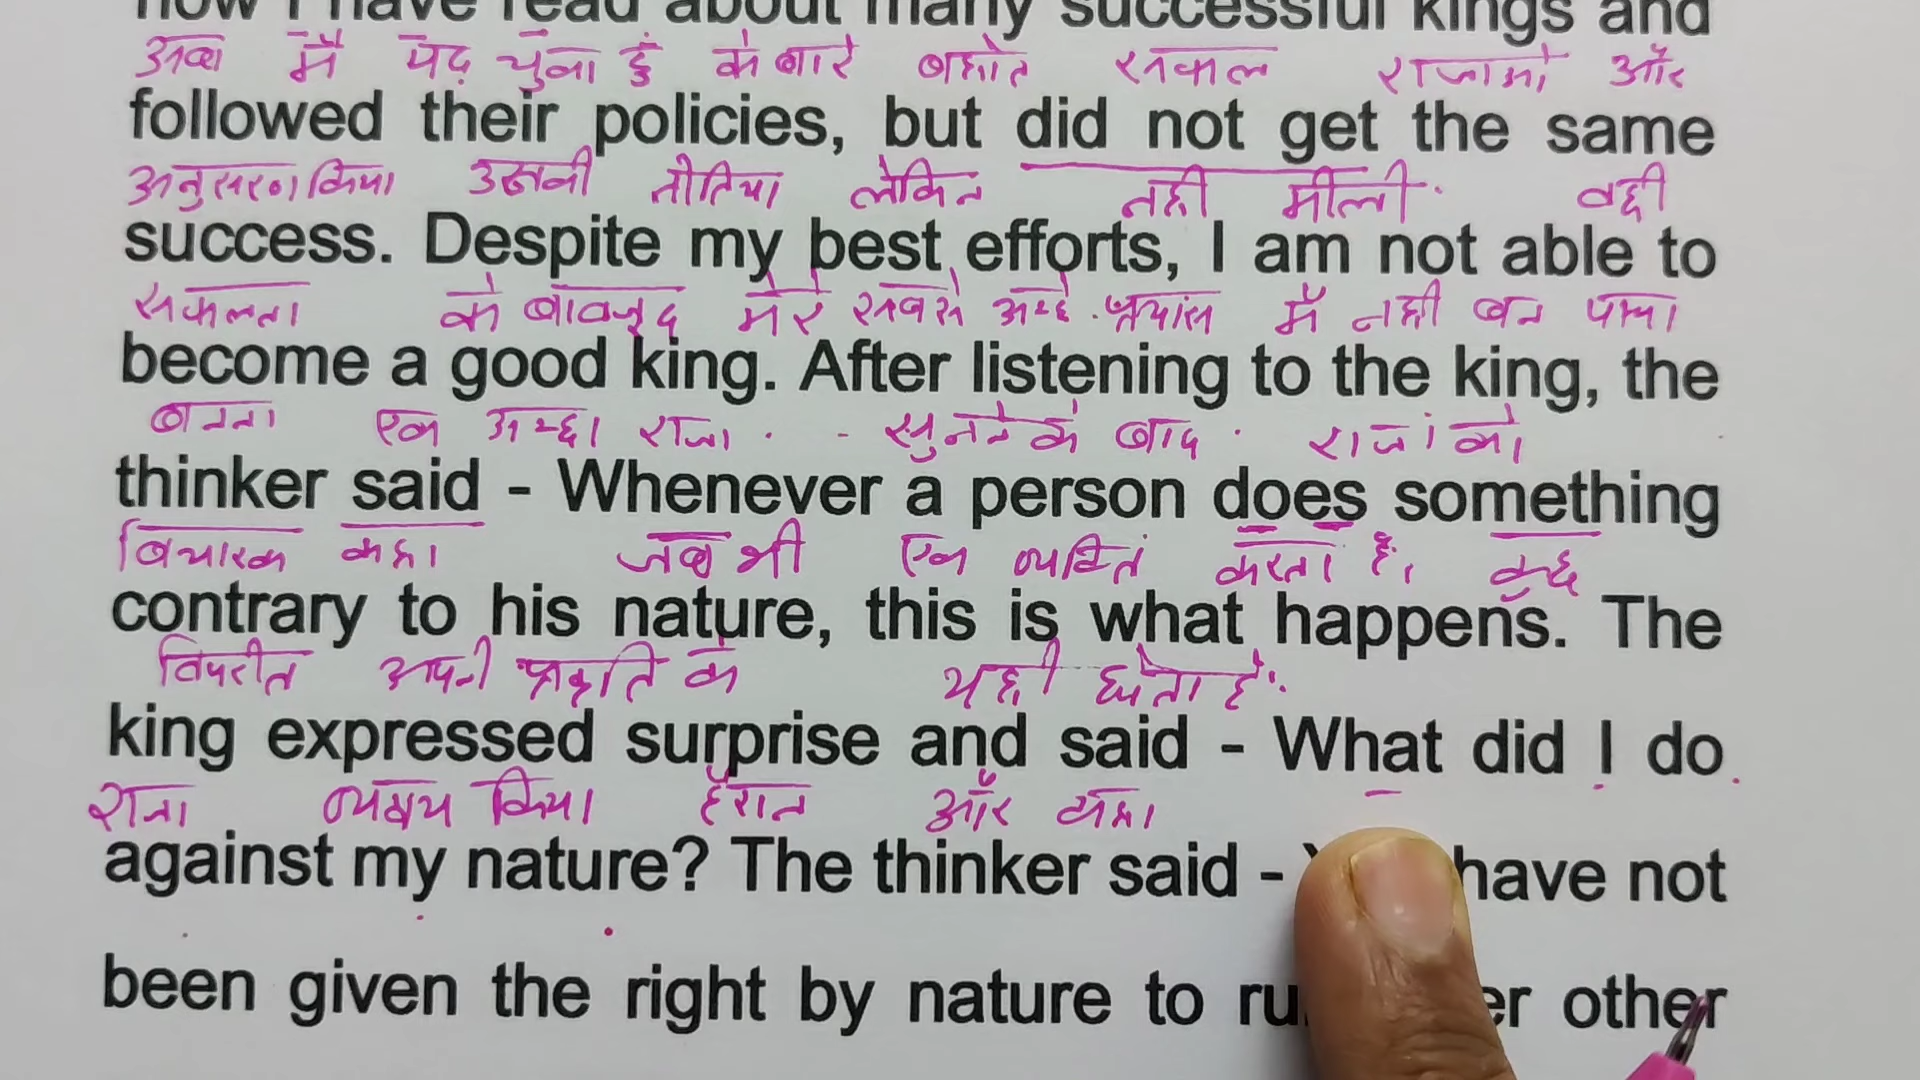 now I have read about many successful kings and
अब मैं पढ़ चुका हुं के बारे बहोत सफल राजाओ और
followed their policies, but did not get the same
अनुसरण किया उसकी नीतिया लेकिन नही मीली. वही
success. Despite my best efforts, I am not able to
सफलता के बावजूद मेरे सबसे अच्छे प्रयास मैं नही बन पाया
become a good king. After listening to the king, the
बनना एक अच्छा राजा. - सुनने के बाद. राजा को
thinker said - Whenever a person does something
विचारक कहा जब भी एक व्यक्ति करता है, कुछ
contrary to his nature, this is what happens. The
विपरीत अपनी प्रकृति के यही होता है.
king expressed surprise and said - What did I do
किया हैरान और कहा
against my nature? The thinker said - have not
been given the right by nature to other